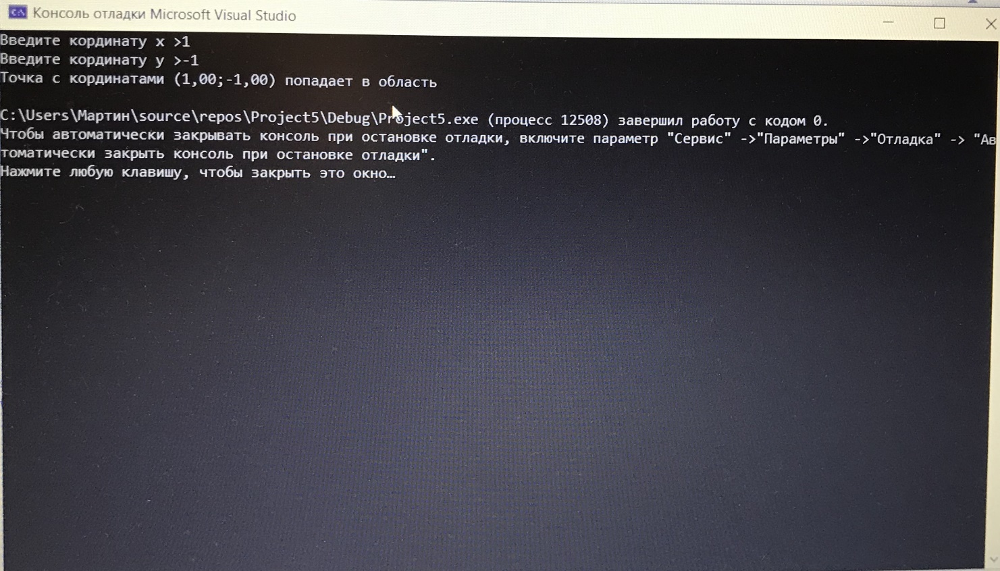 Консоль отладки Microsoft Visual Studio
Введите кординату x >1
Введите кординату y >-1
Точка с кординатами (1,00;-1,00) попадает в область
C:\Users\Мартин\source\repos\Project5\Debug\Project5.exe (процесс 12508) завершил работу с кодом 0.
Чтобы автоматически закрывать консоль при остановке отладки, включите параметр "Сервис" ->"Параметры" ->"Отладка" -> "Ав
томатически закрыть консоль при остановке отладки".
Нажмите любую клавишу, чтобы закрыть это окно…